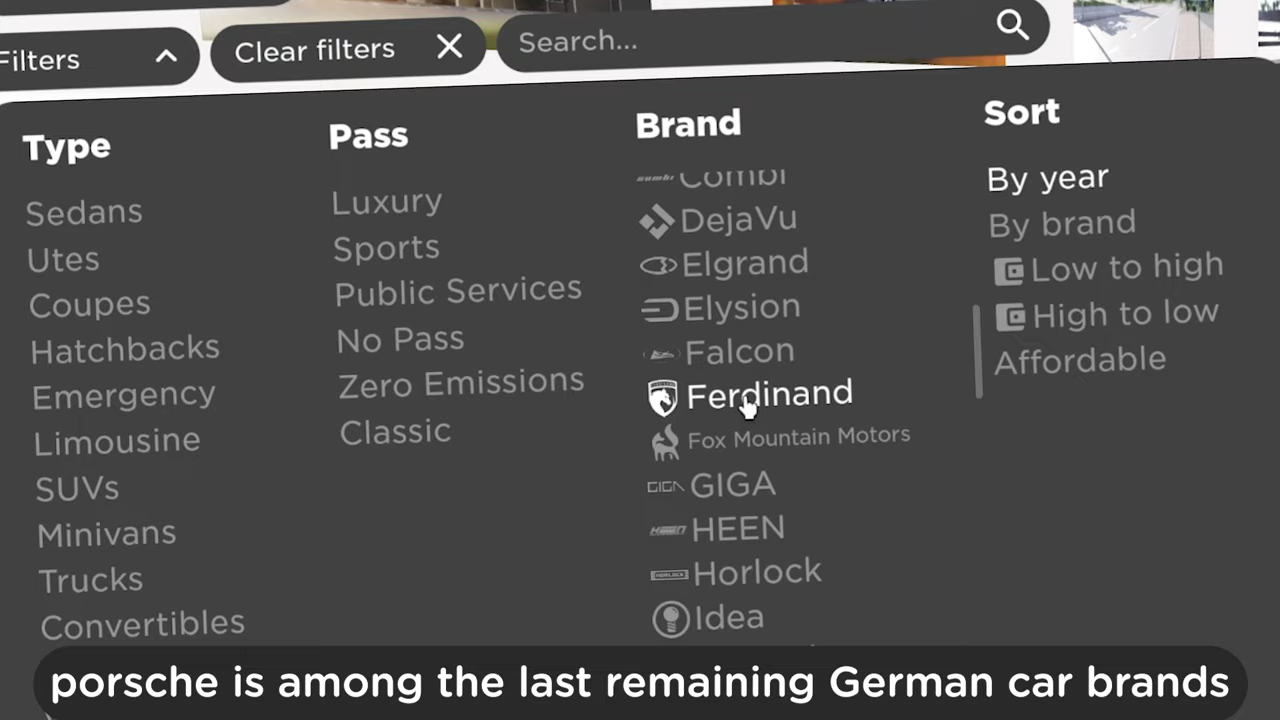 Filters
Clear filters
Search...
Type
Sedans
Utes
Coupes
Hatchbacks
Emergency
Limousine
SUVs
Minivans
Trucks
Convertibles
Pass
Luxury
Sports
Public Services
No Pass
Zero Emissions
Classic
Brand
Combi
DejaVu
Elgrand
Elysion
Falcon
Ferdinand
Fox Mountain Motors
GIGA GIGA
HEEN HEEN
HORLOCK Horlock
Idea
Sort
By year
By brand
Low to high
High to low
Affordable
porsche is among the last remaining German car brands